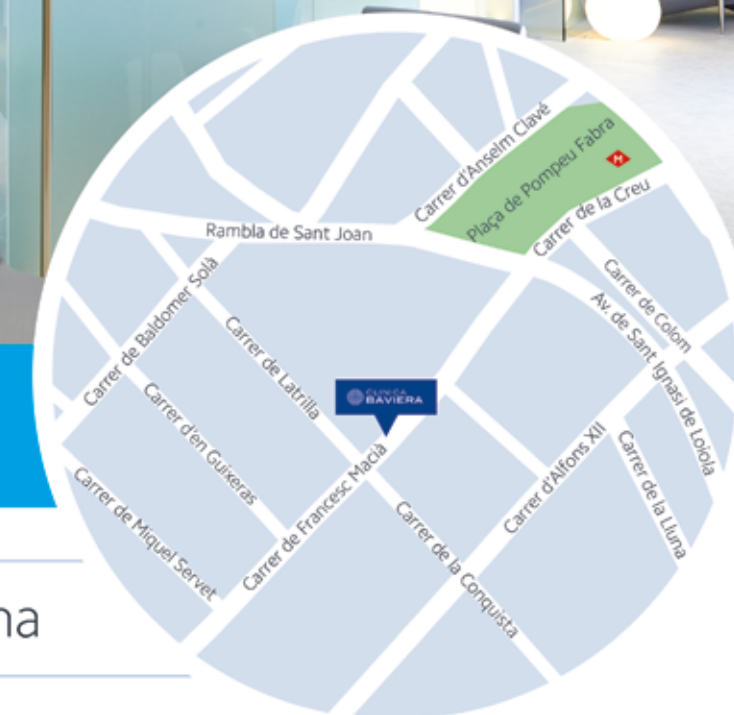 Carrer d'Anselm Clavé
Plaça de Pompeu Fabra
M
Carrer de la Creu
Rambla de Sant Joan
Carrer de Colom
Carrer de Baldomer Solà
Av. de Sant Ignasi de Loiola
Carrer de Latrilla
CLÍNICA
BAVIERA
Carrer d'en Guixeras
Carrer d'Alfons XII
Carrer de la Lluna
Carrer de Francesc Macià
Carrer de Miquel Servet
Carrer de la Conquista
na